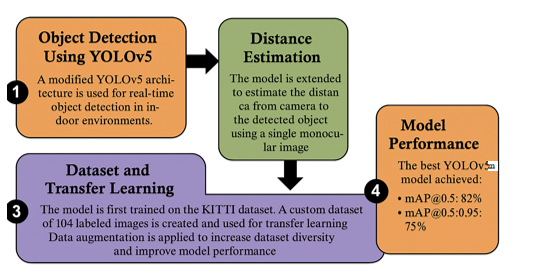 Object Detection
Using YOLOv5
1
A modified YOLOv5 archi-
tecture is used for real-time
object detection in in-
door environments.
Distance
Estimation
The model is extended
to estimate the distan
ca from camera to
the detected object
using a single monocu-
lar image
Dataset and
Transfer Learning
3
The model is first trained on the KITTI dataset. A custom dataset
of 104 labeled images is created and used for transfer learning
Data augmentation is applied to increase dataset diversity
and improve model performance
4
Model
Performance
The best YOLOv5m
model achieved:
• mAP@0.5: 82%
• mAP@0.5:0.95:
75%